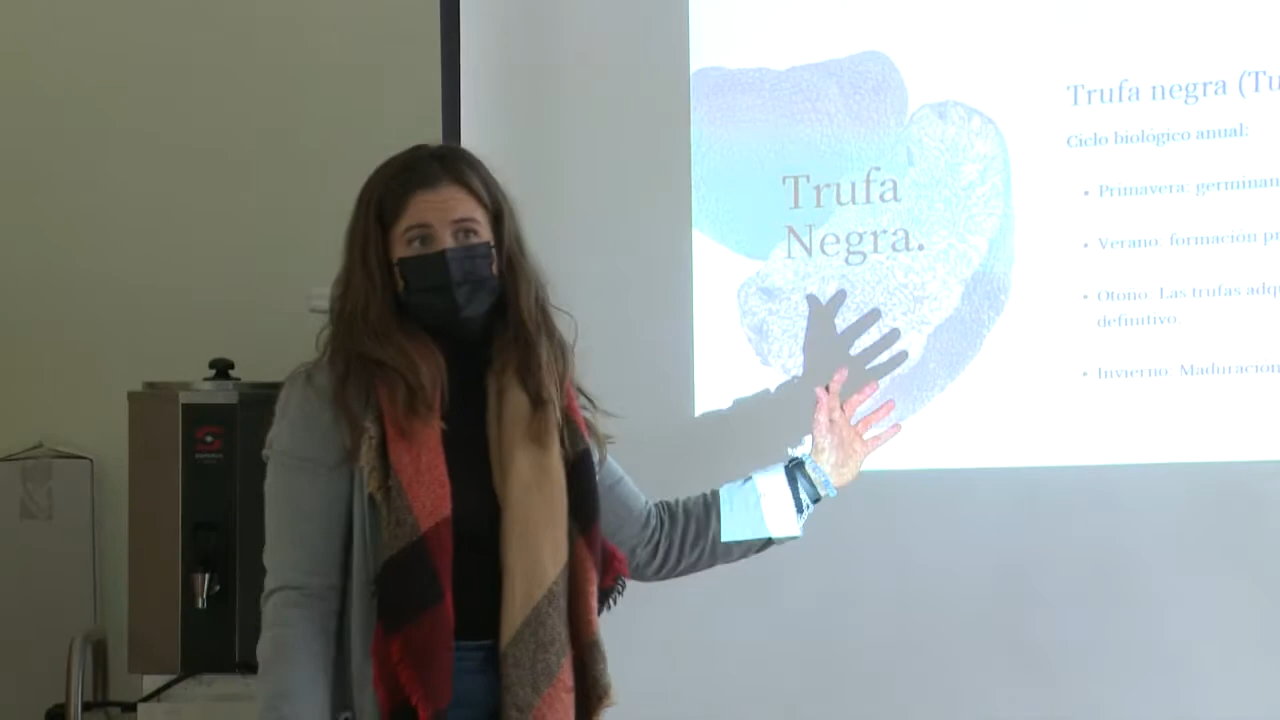 Trufa
Negra.
Trufa negra (Tu
Ciclo biológico anual:
• Primavera: germinan
• Verano: formacion pr
• Otoño: Las trufas adq
definitivo.
• Invierno: Maduracion